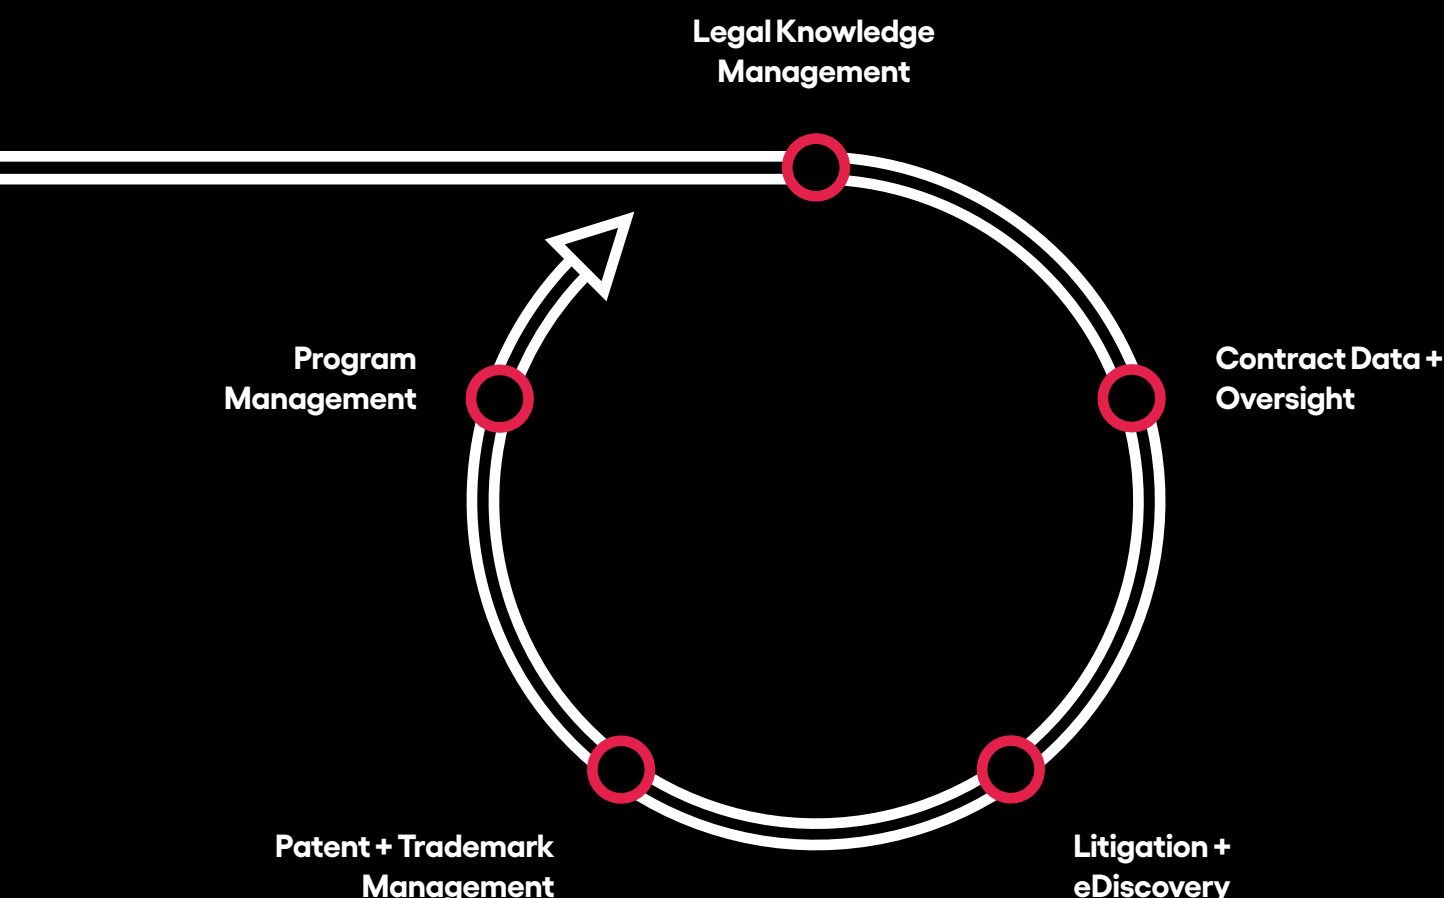 Legal Knowledge
Management
Program
Management
Contract Data +
Oversight
Patent + Trademark
Management
Litigation +
eDiscovery